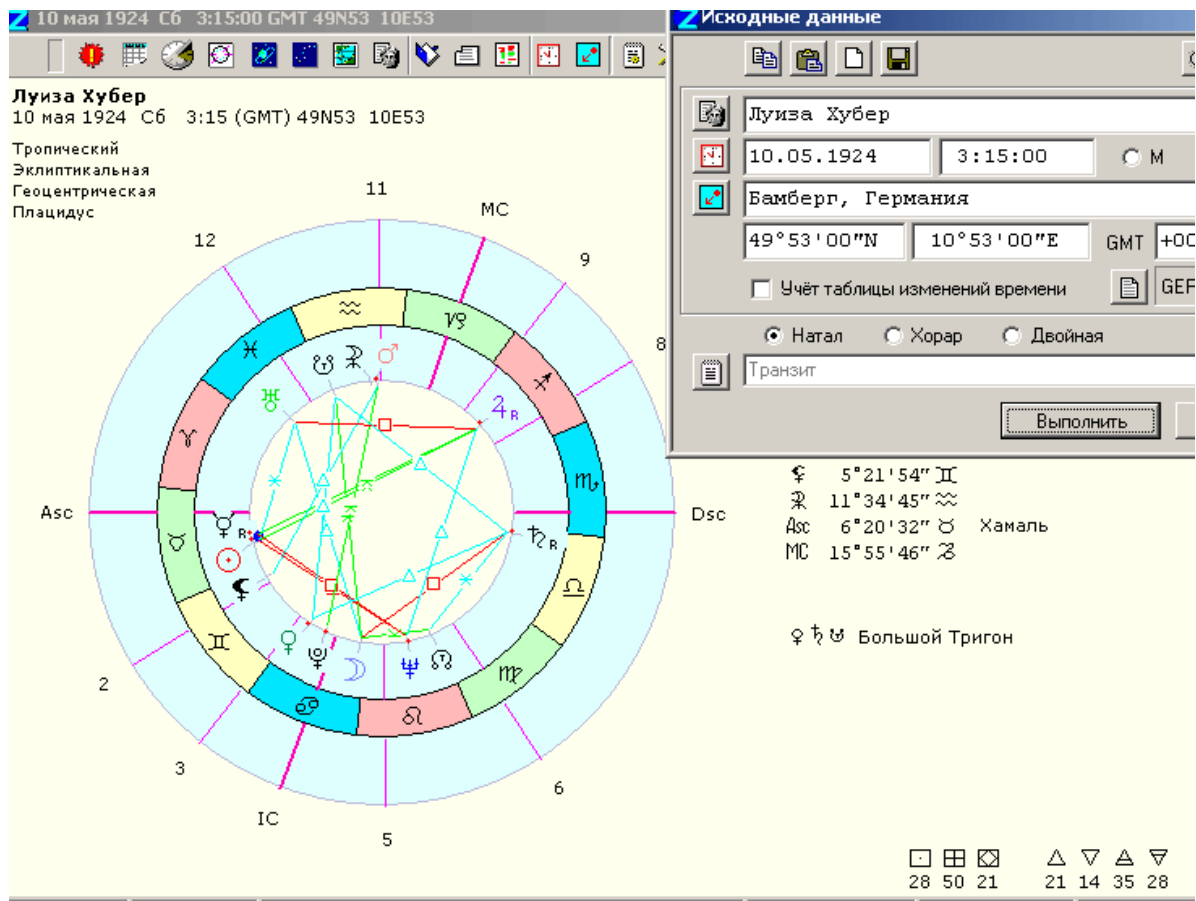 10 мая 1924 Сб 3:15:00 GMT 49N53 10E53
Исходные данные
Луиза Хубер
10 мая 1924 Сб 3:15 (GMT) 49N53 10E53
Тропический
Эклиптикальная
Геоцентрическая
Плацидус
Луиза Хубер
10.05.1924 3:15:00 М
Бамберг, Германия
49°53'00"N 10°53'00"E GMT +00
Учёт таблицы изменений времени GEF
Натал Хорар Двойная
Транзит
Выполнить
11
MC
12
9
8
R
Asc
R
R
Dsc
2
3
6
IC
5
5°21'54" ♊
11°34'45" ♒
Asc 6°20'32" ♉ Хамаль
MC 15°55'46" ♑
♀ ♄ ♅ Большой Тригон
28 50 21 21 14 35 28